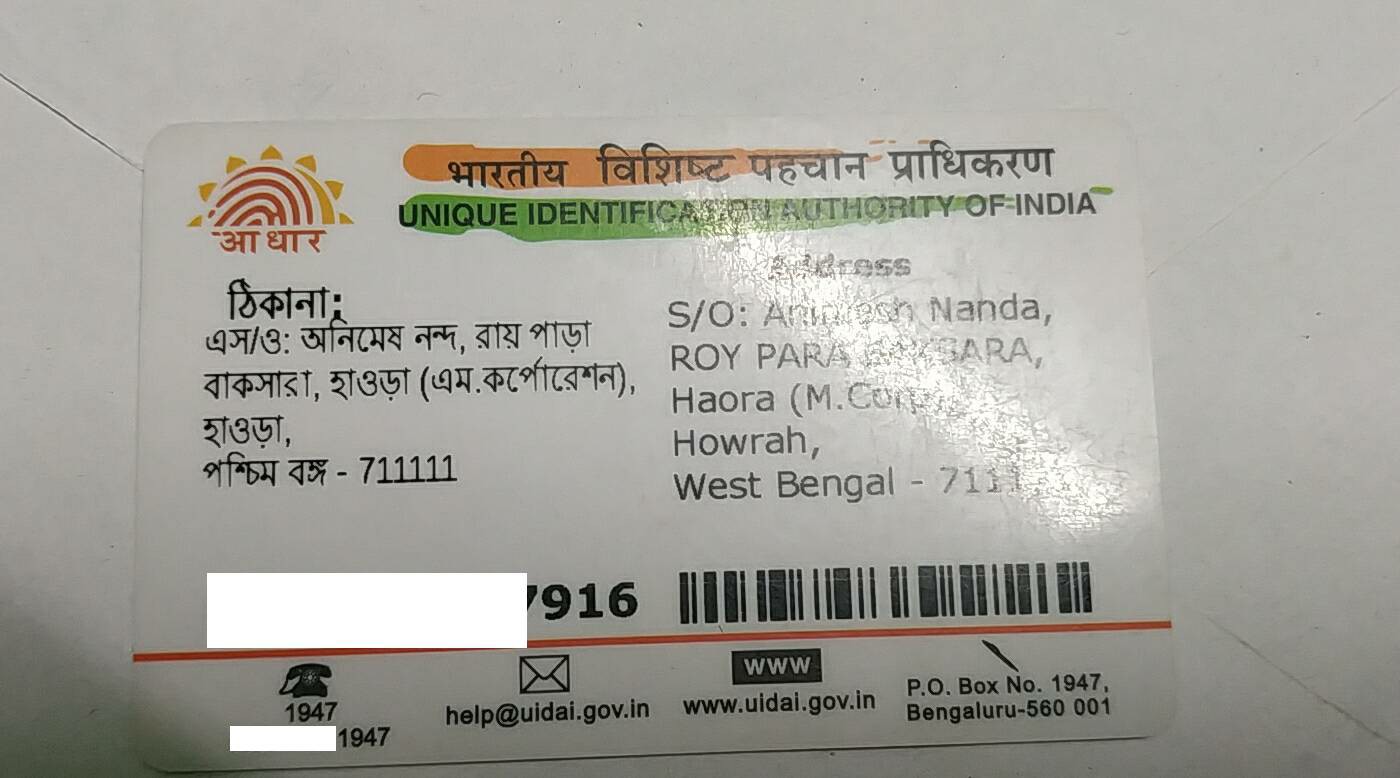 भारतीय विशिष्ट पहचान प्राधिकरण
UNIQUE IDENTIFICATION AUTHORITY OF INDIA
आधार
Address
ঠিকানা:
এস/ও: অনিমেষ নন্দ, রায় পাড়া
বাকসারা, হাওড়া (এম.কর্পোরেশন),
হাওড়া,
পশ্চিম বঙ্গ - 711111
S/O: Nanda,
ROY PARA
Haora
Howrah,
West Bengal -
7916
1947
1947
help@uidai.gov.in
www
www.uidai.gov.in
P.O. Box No. 1947,
Bengaluru-560 001